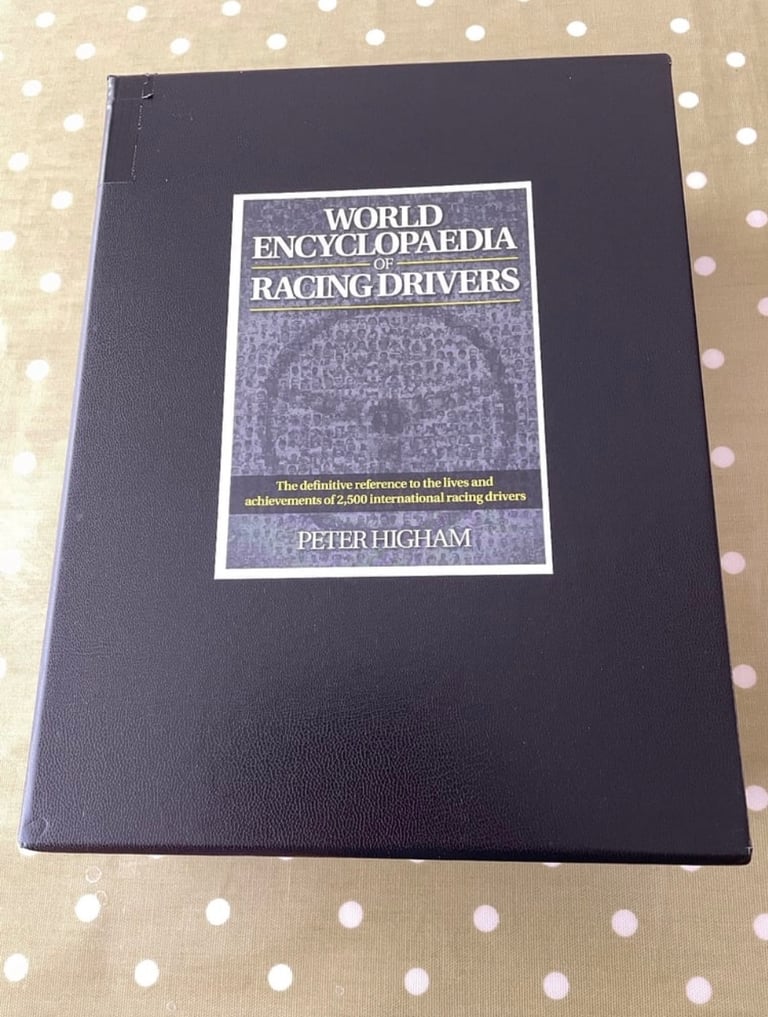 WORLD
ENCYCLOPAEDIA
OF
RACING DRIVERS
The definitive reference to the lives and
achievements of 2,500 international racing drivers
PETER HIGHAM